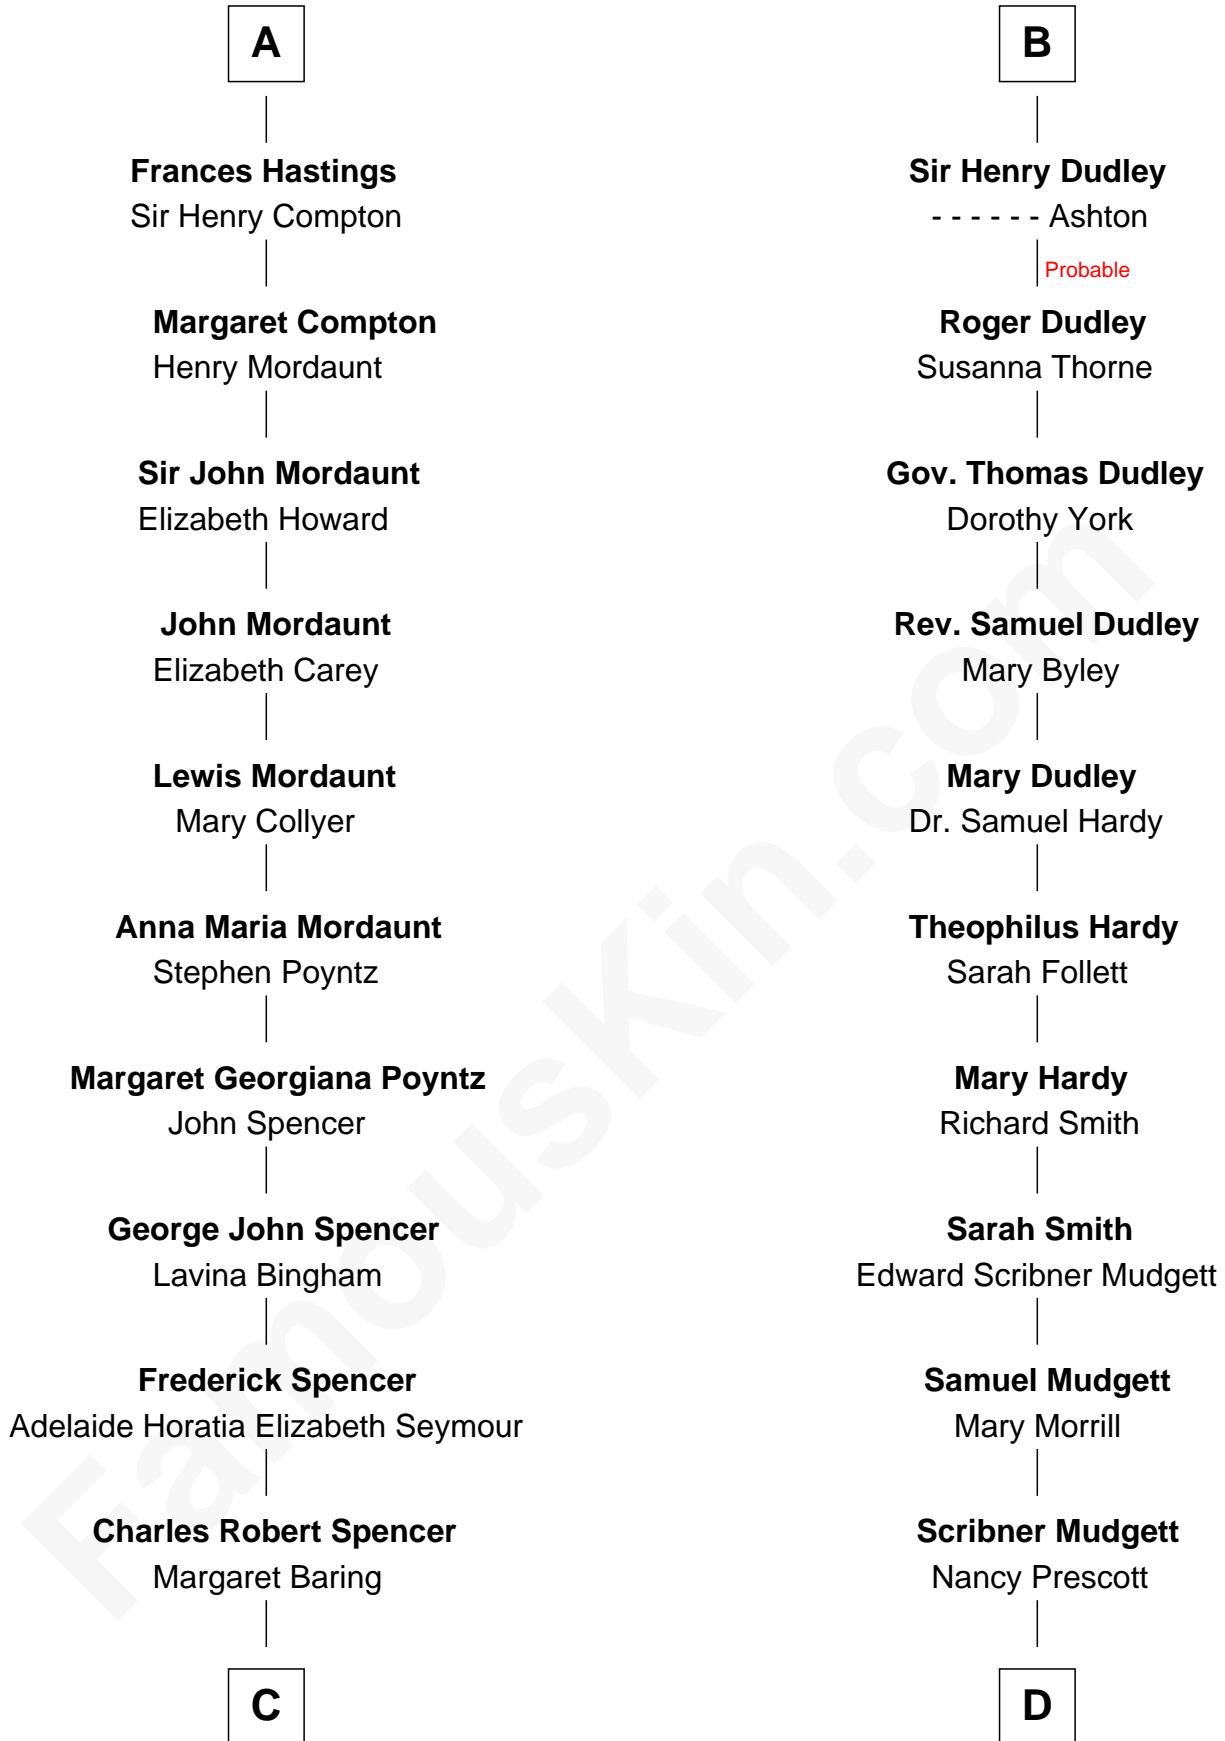 A
Frances Hastings
Sir Henry Compton
Margaret Compton
Henry Mordaunt
Sir John Mordaunt
Elizabeth Howard
John Mordaunt
Elizabeth Carey
Lewis Mordaunt
Mary Collyer
Anna Maria Mordaunt
Stephen Poyntz
Margaret Georgiana Poyntz
John Spencer
George John Spencer
Lavina Bingham
Frederick Spencer
Adelaide Horatia Elizabeth Seymour
Charles Robert Spencer
Margaret Baring
C
B
Sir Henry Dudley
- - - - - - Ashton
Probable
Roger Dudley
Susanna Thorne
Gov. Thomas Dudley
Dorothy York
Rev. Samuel Dudley
Mary Byley
Mary Dudley
Dr. Samuel Hardy
Theophilus Hardy
Sarah Follett
Mary Hardy
Richard Smith
Sarah Smith
Edward Scribner Mudgett
Samuel Mudgett
Mary Morrill
Scribner Mudgett
Nancy Prescott
D
FamousKin.com